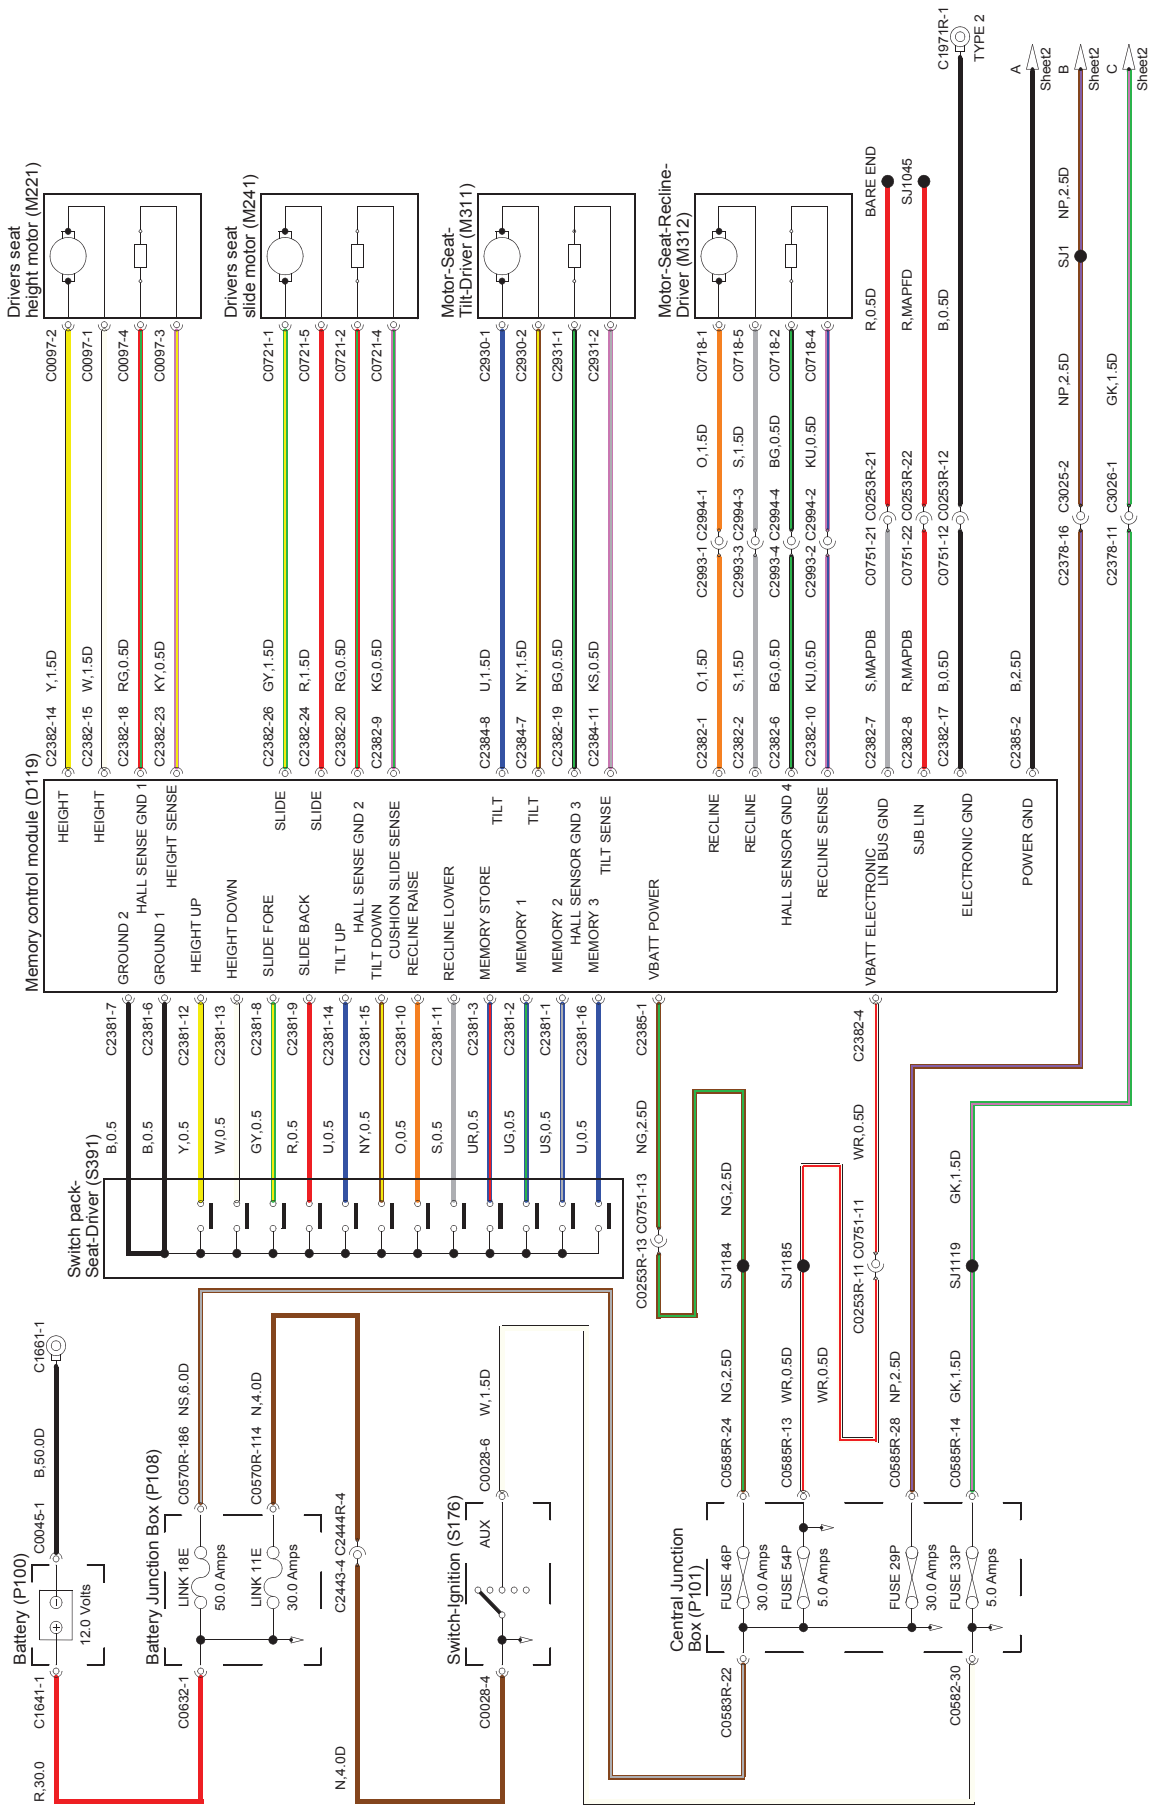 Battery (P100)
12.0 Volts
C1641-1
R,30.0
C0045-1
B,50.0D
C1661-1
Battery Junction Box (P108)
LINK 18E
50.0 Amps
LINK 11E
30.0 Amps
C0632-1
C0570R-186
NS,6.0D
C0570R-114
N,4.0D
C2443-4
C2444R-4
N,4.0D
Switch-Ignition (S176)
AUX
C0028-4
C0028-6
W,1.5D
Central Junction
Box (P101)
FUSE 46P
30.0 Amps
FUSE 54P
5.0 Amps
FUSE 29P
30.0 Amps
FUSE 33P
5.0 Amps
C0583R-22
C0582-30
C0585R-24
NG,2.5D
SJ1184
NG,2.5D
C0585R-13
WR,0.5D
SJ1185
WR,0.5D
C0585R-28
NP,2.5D
C0585R-14
GK,1.5D
SJ1119
GK,1.5D
C0253R-13
C0751-13
NG,2.5D
C2385-1
C0253R-11
C0751-11
WR,0.5D
C2382-4
Switch pack-
Seat-Driver (S391)
B,0.5
C2381-7
B,0.5
C2381-6
Y,0.5
C2381-12
W,0.5
C2381-13
GY,0.5
C2381-8
R,0.5
C2381-9
U,0.5
C2381-14
NY,0.5
C2381-15
O,0.5
C2381-10
S,0.5
C2381-11
UR,0.5
C2381-3
UG,0.5
C2381-2
US,0.5
C2381-1
U,0.5
C2381-16
Memory control module (D119)
GROUND 2
GROUND 1
HEIGHT UP
HEIGHT DOWN
SLIDE FORE
SLIDE BACK
TILT UP
TILT DOWN
RECLINE RAISE
RECLINE LOWER
MEMORY STORE
MEMORY 1
MEMORY 2
MEMORY 3
VBATT POWER
VBATT ELECTRONIC
HEIGHT
HEIGHT
HALL SENSE GND 1
HEIGHT SENSE
SLIDE
SLIDE
HALL SENSE GND 2
CUSHION SLIDE SENSE
TILT
TILT
HALL SENSOR GND 3
TILT SENSE
RECLINE
RECLINE
HALL SENSOR GND 4
RECLINE SENSE
LIN BUS GND
SJB LIN
ELECTRONIC GND
POWER GND
C2382-14
Y,1.5D
C0097-2
C2382-15
W,1.5D
C0097-1
C2382-18
RG,0.5D
C0097-4
C2382-23
KY,0.5D
C0097-3
Drivers seat
height motor (M221)
C2382-26
GY,1.5D
C0721-1
C2382-24
R,1.5D
C0721-5
C2382-20
RG,0.5D
C0721-2
C2382-9
KG,0.5D
C0721-4
Drivers seat
slide motor (M241)
C2384-8
U,1.5D
C2930-1
C2384-7
NY,1.5D
C2930-2
C2382-19
BG,0.5D
C2931-1
C2384-11
KS,0.5D
C2931-2
Motor-Seat-
Tilt-Driver (M311)
C2382-1
O,1.5D
C2993-1
C2994-1
O,1.5D
C0718-1
C2382-2
S,1.5D
C2993-3
C2994-3
S,1.5D
C0718-5
C2382-6
BG,0.5D
C2993-4
C2994-4
BG,0.5D
C0718-2
C2382-10
KU,0.5D
C2993-2
C2994-2
KU,0.5D
C0718-4
Motor-Seat-Recline-
Driver (M312)
C2382-7
S,MAPDB
C0751-21
C0253R-21
R,0.5D
BARE END
C2382-8
R,MAPDB
C0751-22
C0253R-22
R,MAPFD
SJ1045
C2382-17
B,0.5D
C0751-12
C0253R-12
B,0.5D
C1971R-1
TYPE 2
C2385-2
B,2.5D
A
Sheet2
C2378-16
C3025-2
NP,2.5D
SJ1
NP,2.5D
B
Sheet2
C2378-11
C3026-1
GK,1.5D
C
Sheet2
WR,0.5D